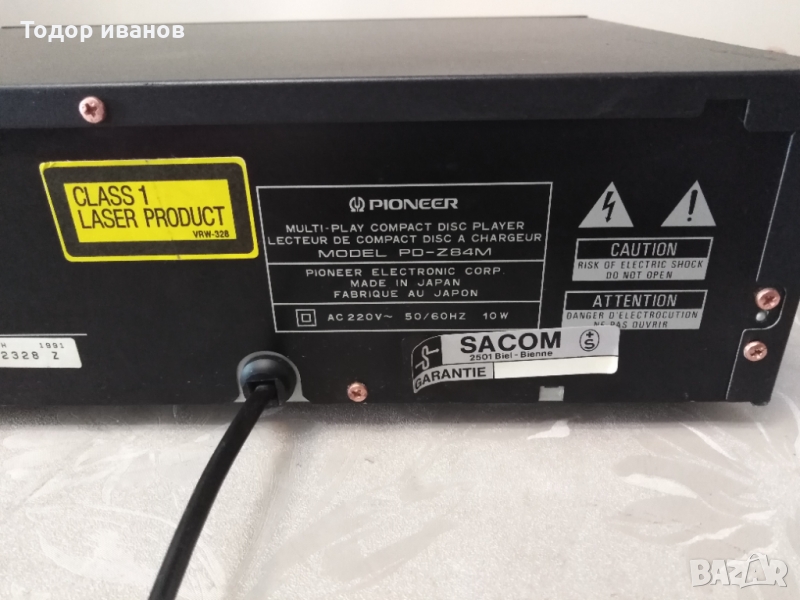 Тодор иванов
CLASS 1
LASER PRODUCT
VRW-328
PIONEER
MULTI-PLAY COMPACT DISC PLAYER
LECTEUR DE COMPACT DISC A CHARGEUR
MODEL PD-Z84M
PIONEER ELECTRONIC CORP.
MADE IN JAPAN
FABRIQUE AU JAPON
AC 220V~ 50/60HZ 10W
CAUTION
RISK OF ELECTRIC SHOCK
DO NOT OPEN
ATTENTION
DANGER D'ELECTROCUTION
NE PAS OUVRIR
H 1991
2328 Z
SACOM
2501 Biel-Bienne
GARANTIE
BAZAR